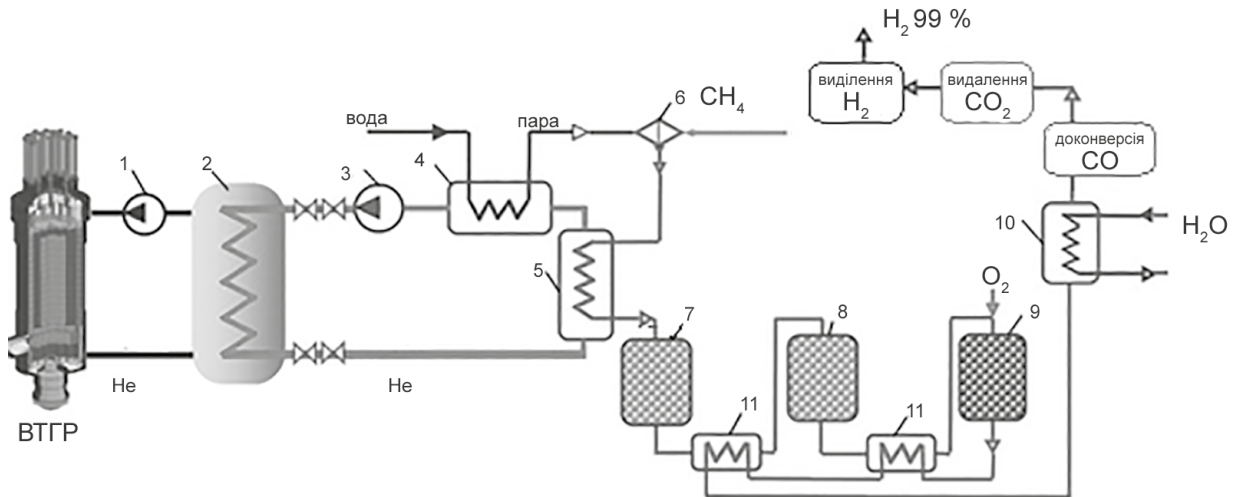 H2 99 %
виділення
H2
видалення
CO2
доконверсія
CO
6
CH4
вода
пара
1
2
3
4
5
10
H2O
O2
7
8
9
He
He
11
11
ВТГР